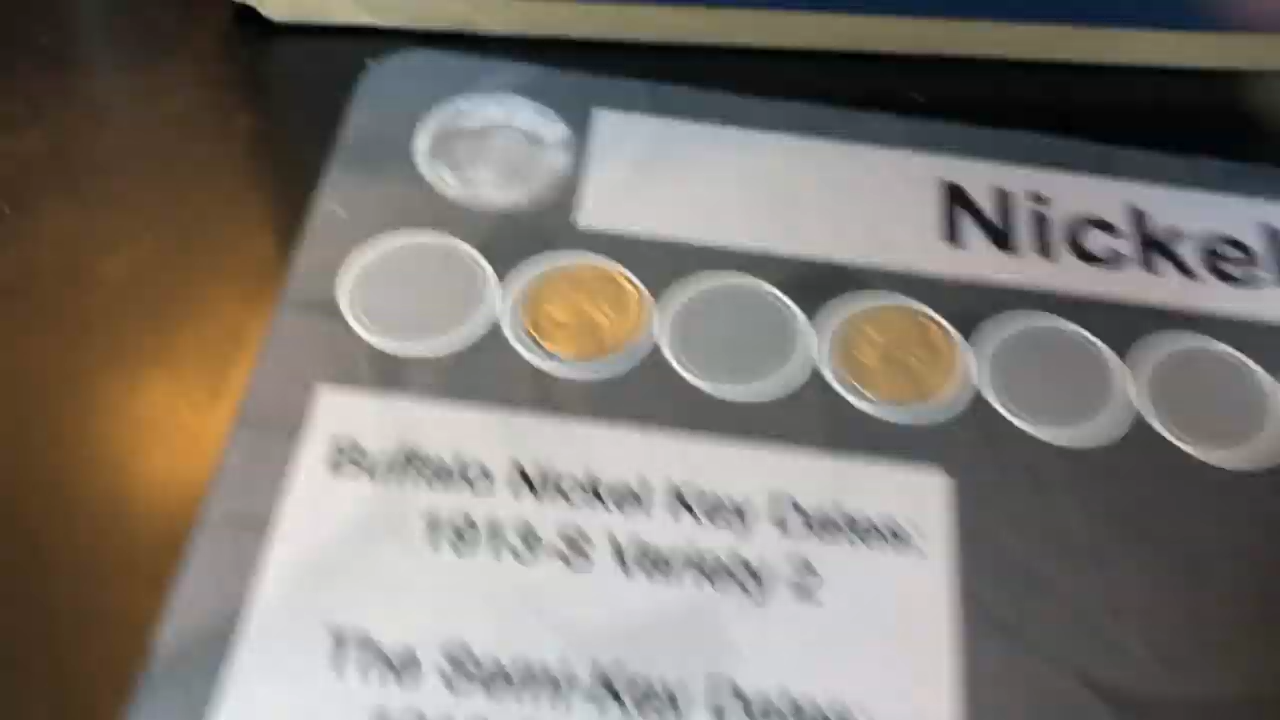 Nickel
Buffalo Nickel Key Dates:
1913-S Variety 2
The Semi-Key Dates: